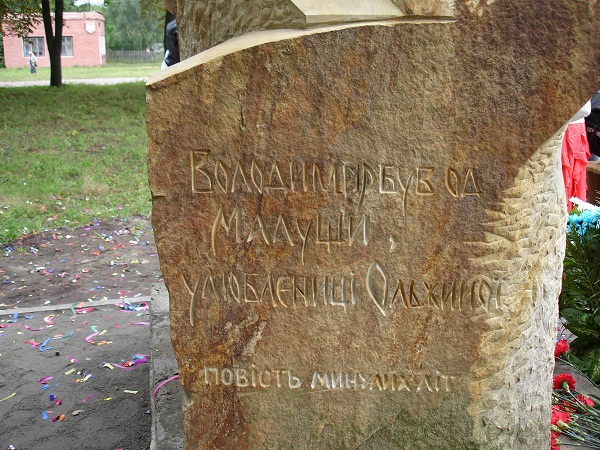 Володимир був од
Малуші,
улюблениці Ольжиної
повість минулих літ